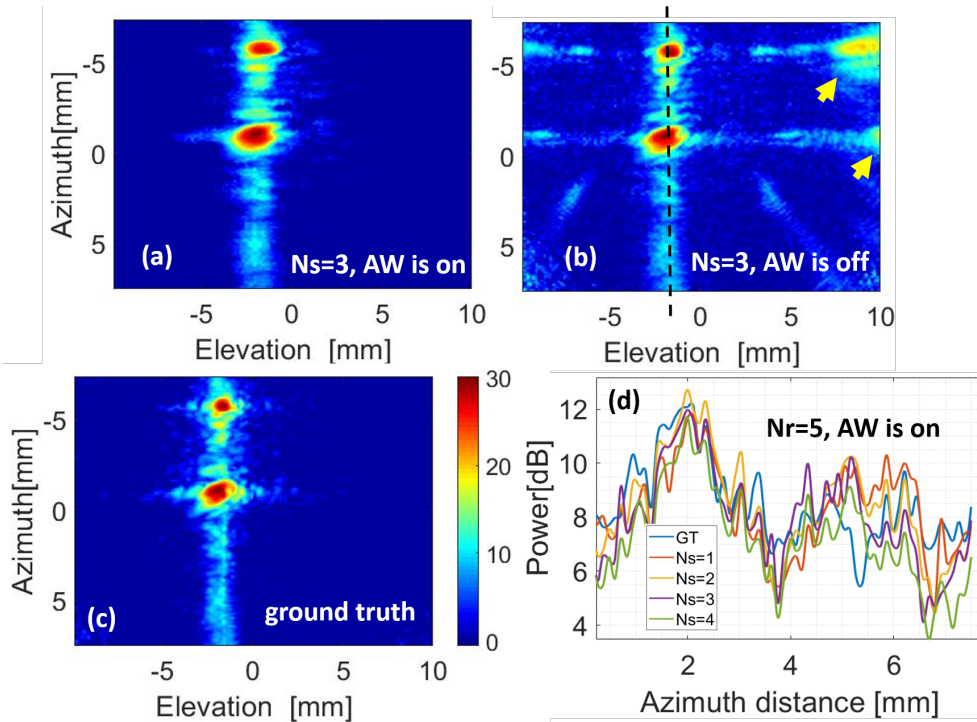 Azimuth[mm]
-5
0
5
(a)
Ns=3, AW is on
-5
0
10
Elevation [mm]
-5
0
5
(b)
Ns=3, AW is off
-5
0
5
10
Elevation [mm]
Azimuth[mm]
-5
0
5
(c)
ground truth
-5
0
5
10
Elevation [mm]
30
20
10
0
Power[dB]
12
10
8
6
4
(d)
Nr=5, AW is on
GT
Ns=1
Ns=2
Ns=3
Ns=4
2
4
6
Azimuth distance [mm]